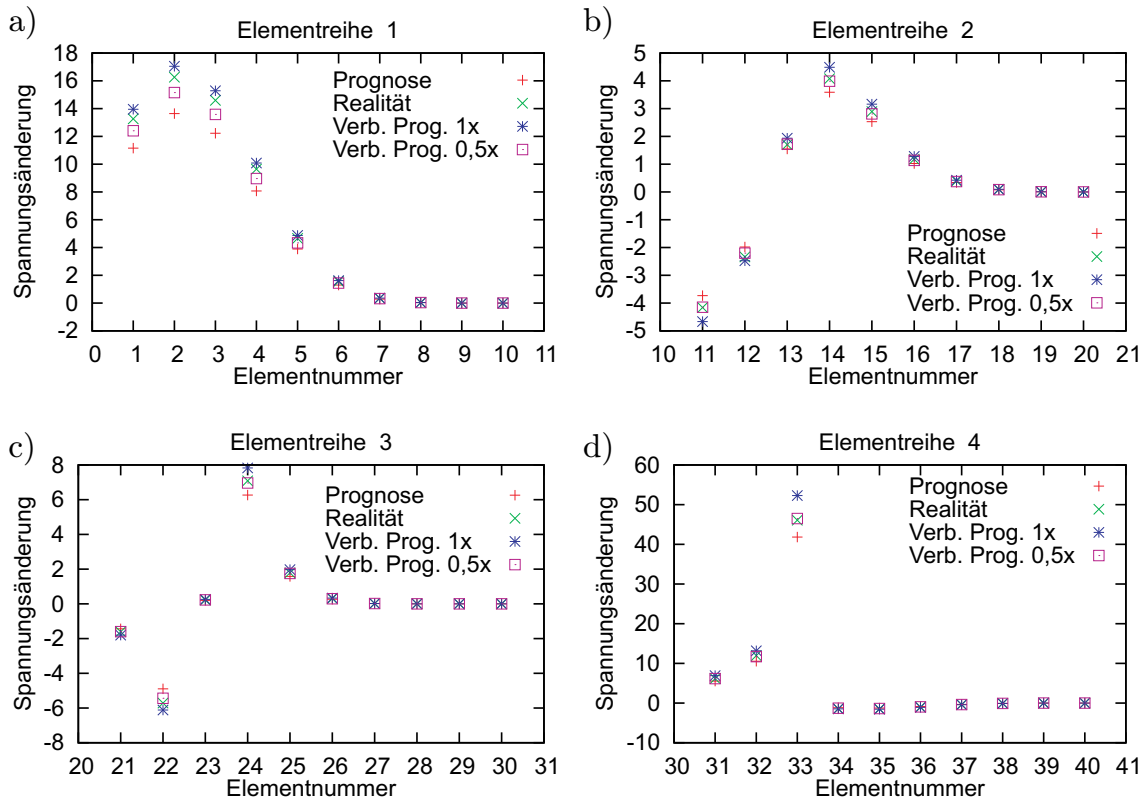 a)
Elementreihe 1
Spannungsänderung
18
16
14
12
10
8
6
4
2
0
-2
Prognose
Realität
Verb. Prog. 1x
Verb. Prog. 0,5x
0 1 2 3 4 5 6 7 8 9 10 11
Elementnummer
b)
Elementreihe 2
Spannungsänderung
5
4
3
2
1
0
-1
-2
-3
-4
-5
Prognose
Realität
Verb. Prog. 1x
Verb. Prog. 0,5x
10 11 12 13 14 15 16 17 18 19 20 21
Elementnummer
c)
Elementreihe 3
Spannungsänderung
8
6
4
2
0
-2
-4
-6
-8
Prognose
Realität
Verb. Prog. 1x
Verb. Prog. 0,5x
20 21 22 23 24 25 26 27 28 29 30 31
Elementnummer
d)
Elementreihe 4
Spannungsänderung
60
50
40
30
20
10
0
-10
Prognose
Realität
Verb. Prog. 1x
Verb. Prog. 0,5x
30 31 32 33 34 35 36 37 38 39 40 41
Elementnummer